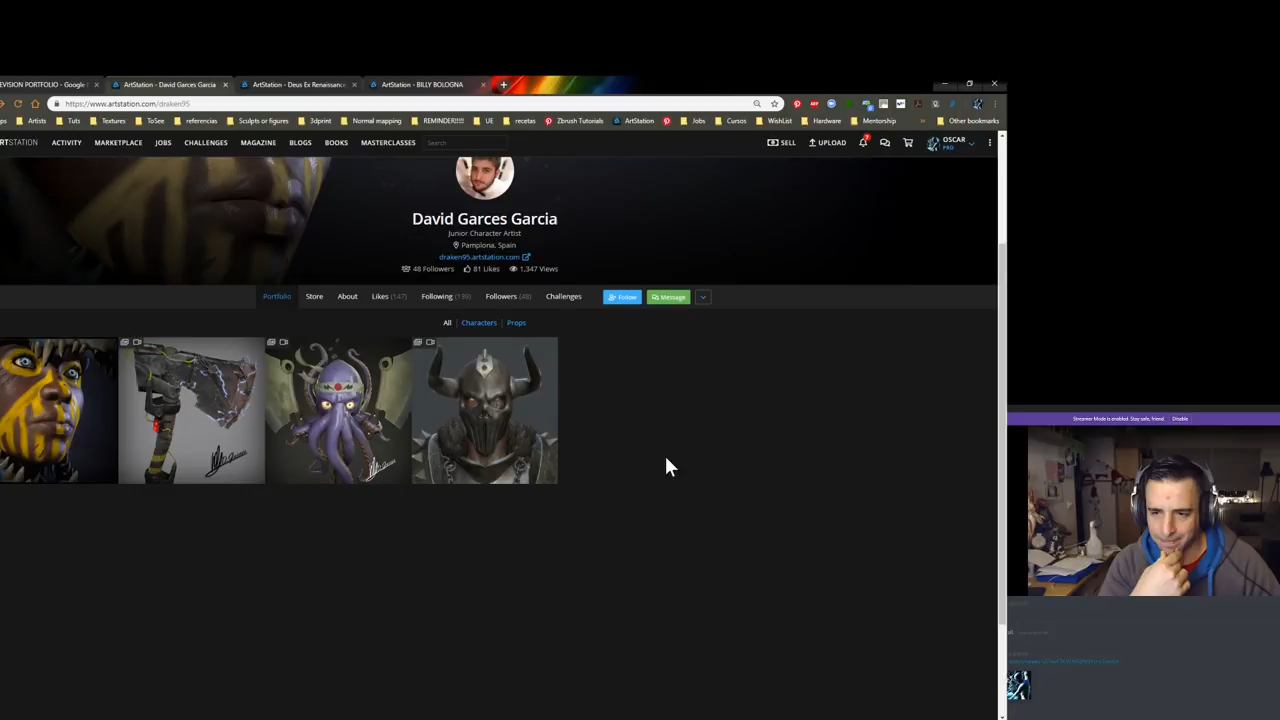 EVISION PORTFOLIO - Google
ArtStation - David Garces Garcia
ArtStation - Deus Ex Renaissance
ArtStation - BILLY BOLOGNA
https://www.artstation.com/draken95
ps Artists Tuts Textures ToSee referencias Sculpts or figures 3dprint Normal mapping REMINDER!!!! UE recetas Zbrush Tutorials ArtStation Jobs Cursos WishList Hardware Mentorship Other bookmarks
RTSTATION ACTIVITY MARKETPLACE JOBS CHALLENGES MAGAZINE BLOGS BOOKS MASTERCLASSES Search SELL UPLOAD OSCAR
PRO
David Garces Garcia
Junior Character Artist
Pamplona, Spain
draken95.artstation.com
48 Followers 81 Likes 1,347 Views
Portfolio Store About Likes (147) Following (139) Followers (48) Challenges Follow Message
All | Characters | Props
Streamer Mode is enabled. Stay safe, friend. Disable